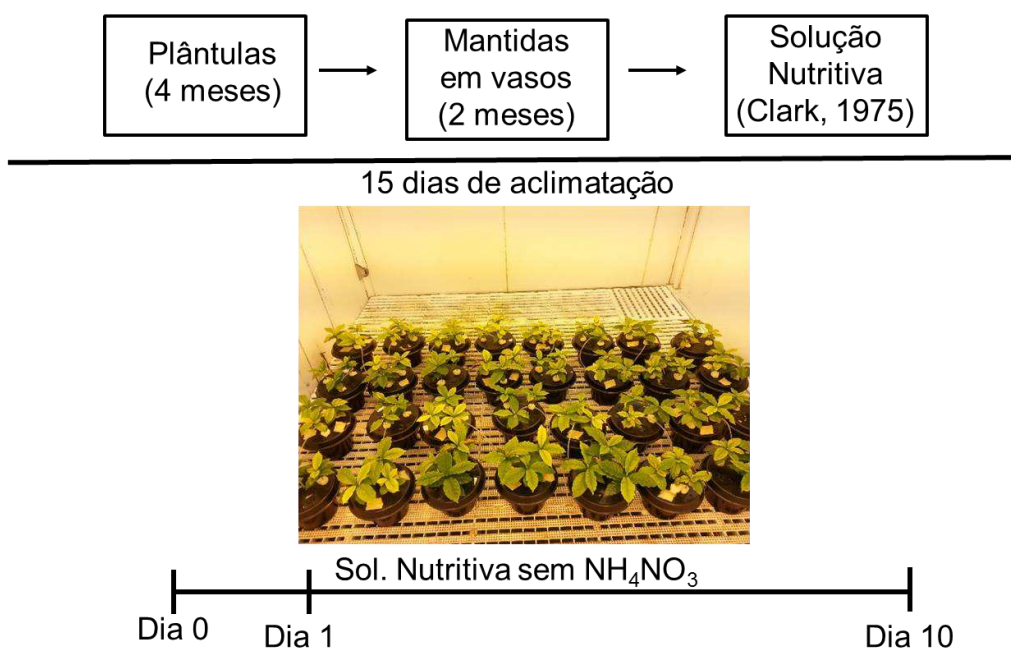 Plântulas
(4 meses)
Mantidas
em vasos
(2 meses)
Solução
Nutritiva
(Clark, 1975)
15 dias de aclimatação
Sol. Nutritiva sem NH₄NO₃
Dia 0
Dia 1
Dia 10